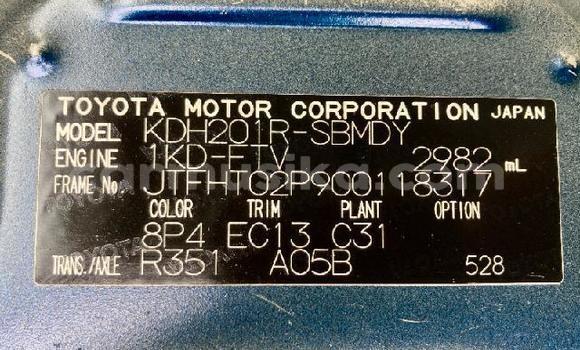 TOYOTA MOTOR CORPORATION JAPAN
MODEL KDH201R-SBMDY
ENGINE 1KD-FTV 2982 mL
FRAME No. JTFHT02P900118317
COLOR TRIM PLANT OPTION
8P4 EC13 C31
TRANS./AXLE R351 A05B 528